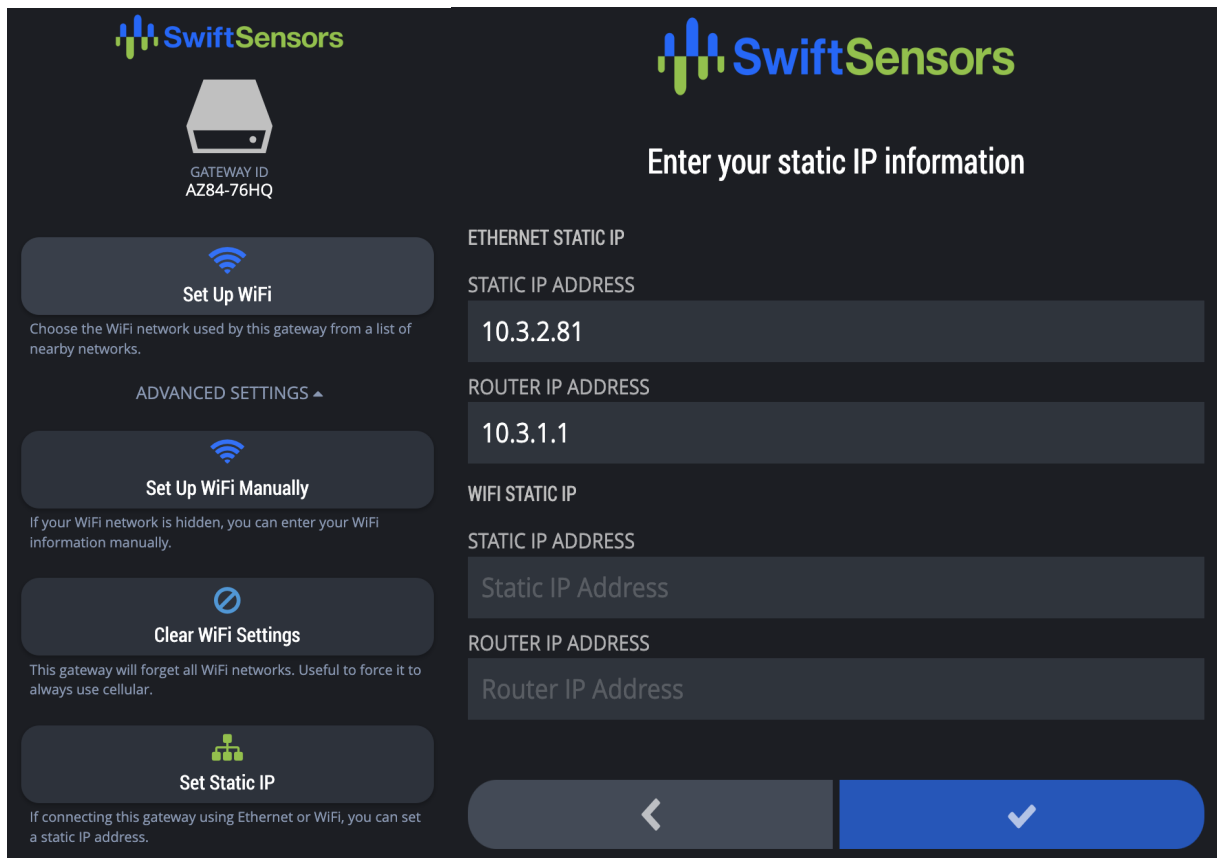 SwiftSensors
GATEWAY ID
AZ84-76HQ
Set Up WiFi
Choose the WiFi network used by this gateway from a list of
nearby networks.
ADVANCED SETTINGS
Set Up WiFi Manually
If your WiFi network is hidden, you can enter your WiFi
information manually.
Clear WiFi Settings
This gateway will forget all WiFi networks. Useful to force it to
always use cellular.
Set Static IP
If connecting this gateway using Ethernet or WiFi, you can set
a static IP address.
SwiftSensors
Enter your static IP information
ETHERNET STATIC IP
STATIC IP ADDRESS
10.3.2.81
ROUTER IP ADDRESS
10.3.1.1
WIFI STATIC IP
STATIC IP ADDRESS
Static IP Address
ROUTER IP ADDRESS
Router IP Address